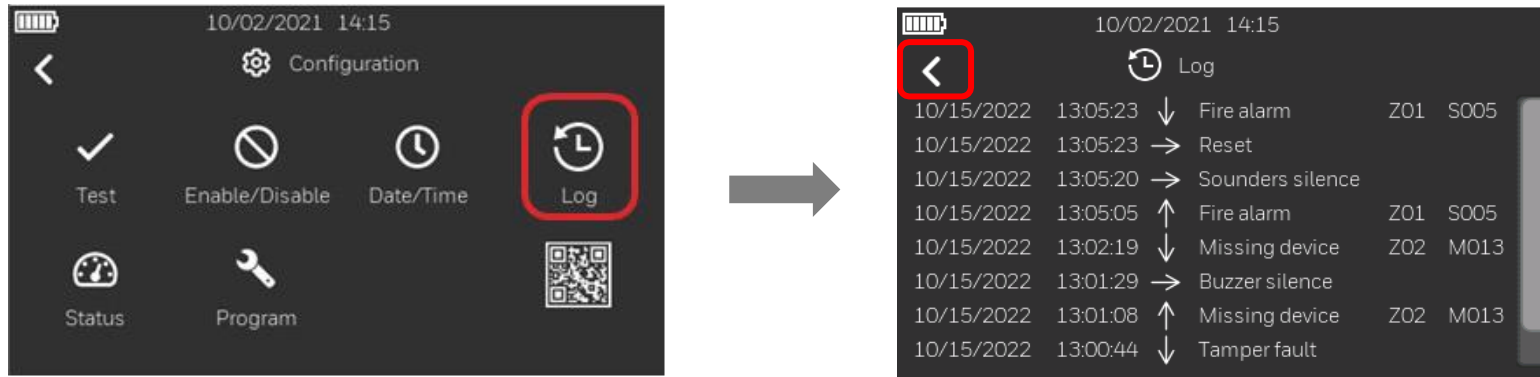 10/02/2021 14:15
Configuration
Test Enable/Disable Date/Time Log
Status Program
10/02/2021 14:15
Log
10/15/2022 13:05:23 ↓ Fire alarm Z01 S005
10/15/2022 13:05:23 → Reset
10/15/2022 13:05:20 → Sounders silence
10/15/2022 13:05:05 ↑ Fire alarm Z01 S005
10/15/2022 13:02:19 ↓ Missing device Z02 M013
10/15/2022 13:01:29 → Buzzer silence
10/15/2022 13:01:08 ↑ Missing device Z02 M013
10/15/2022 13:00:44 ↓ Tamper fault